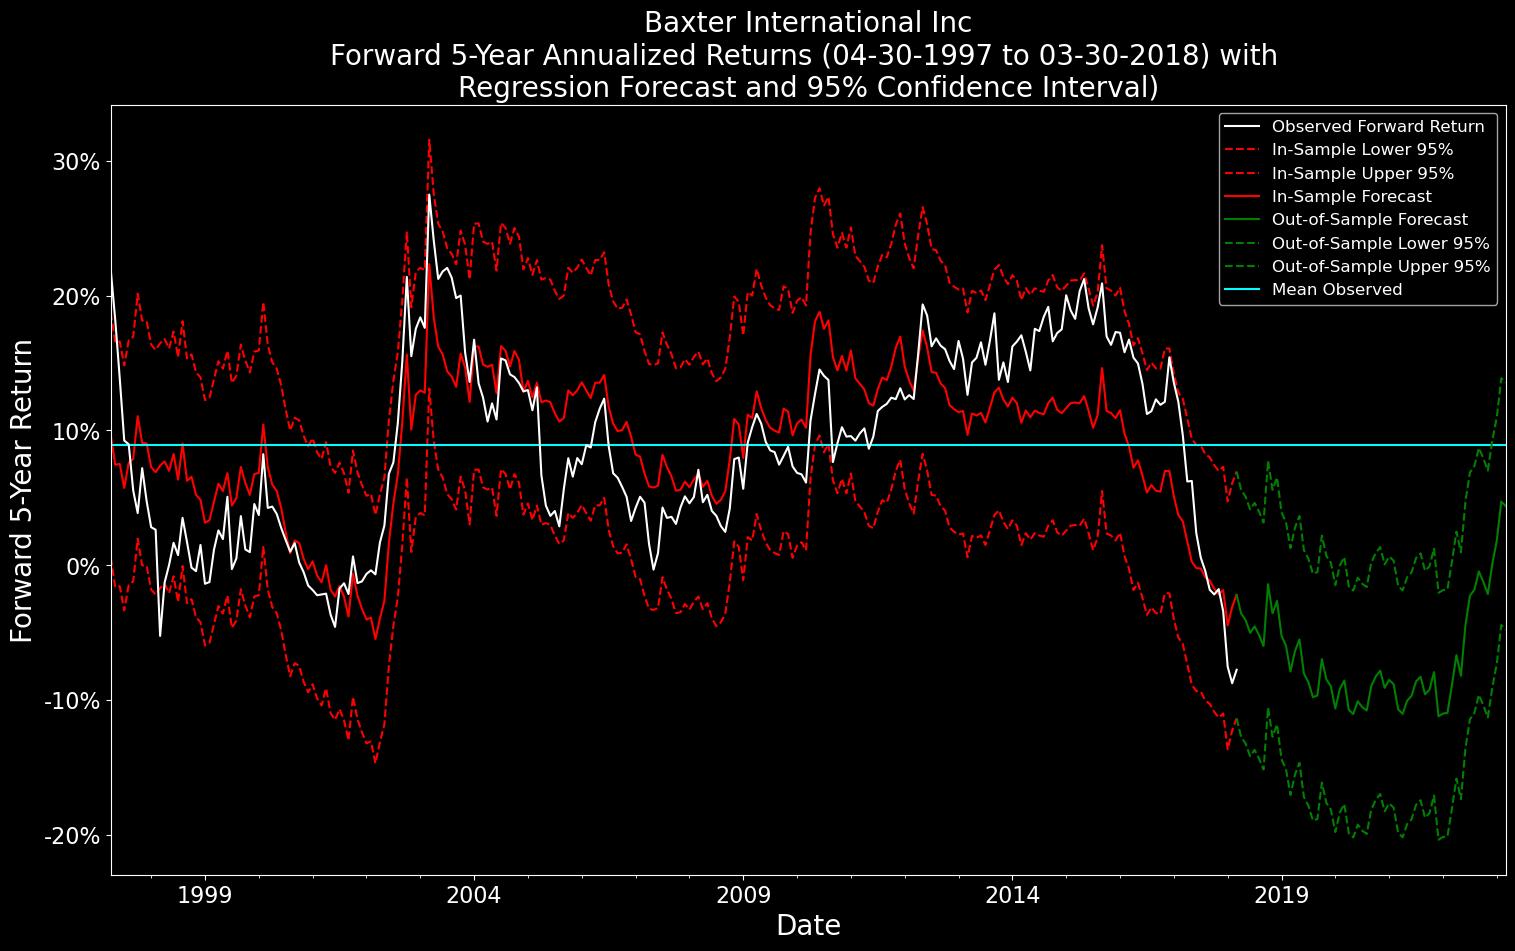 Baxter International Inc
Forward 5-Year Annualized Returns (04-30-1997 to 03-30-2018) with
Regression Forecast and 95% Confidence Interval)
Observed Forward Return
In-Sample Lower 95%
In-Sample Upper 95%
In-Sample Forecast
Out-of-Sample Forecast
Out-of-Sample Lower 95%
Out-of-Sample Upper 95%
Mean Observed
Forward 5-Year Return
30%
20%
10%
0%
-10%
-20%
1999 2004 2009 2014 2019
Date